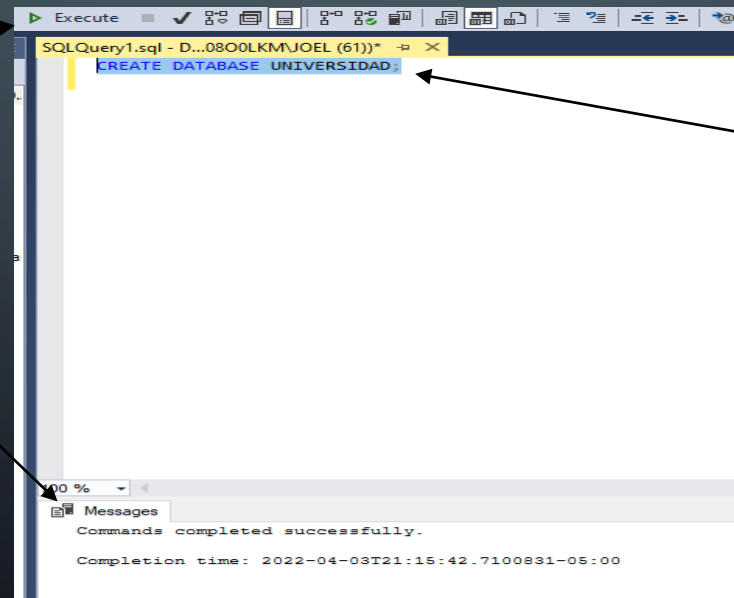 Execute
SQLQuery1.sql - D...08O0LKM\JOEL (61))*
CREATE DATABASE UNIVERSIDAD;
100 %
Messages
Commands completed successfully.
Completion time: 2022-04-03T21:15:42.7100831-05:00